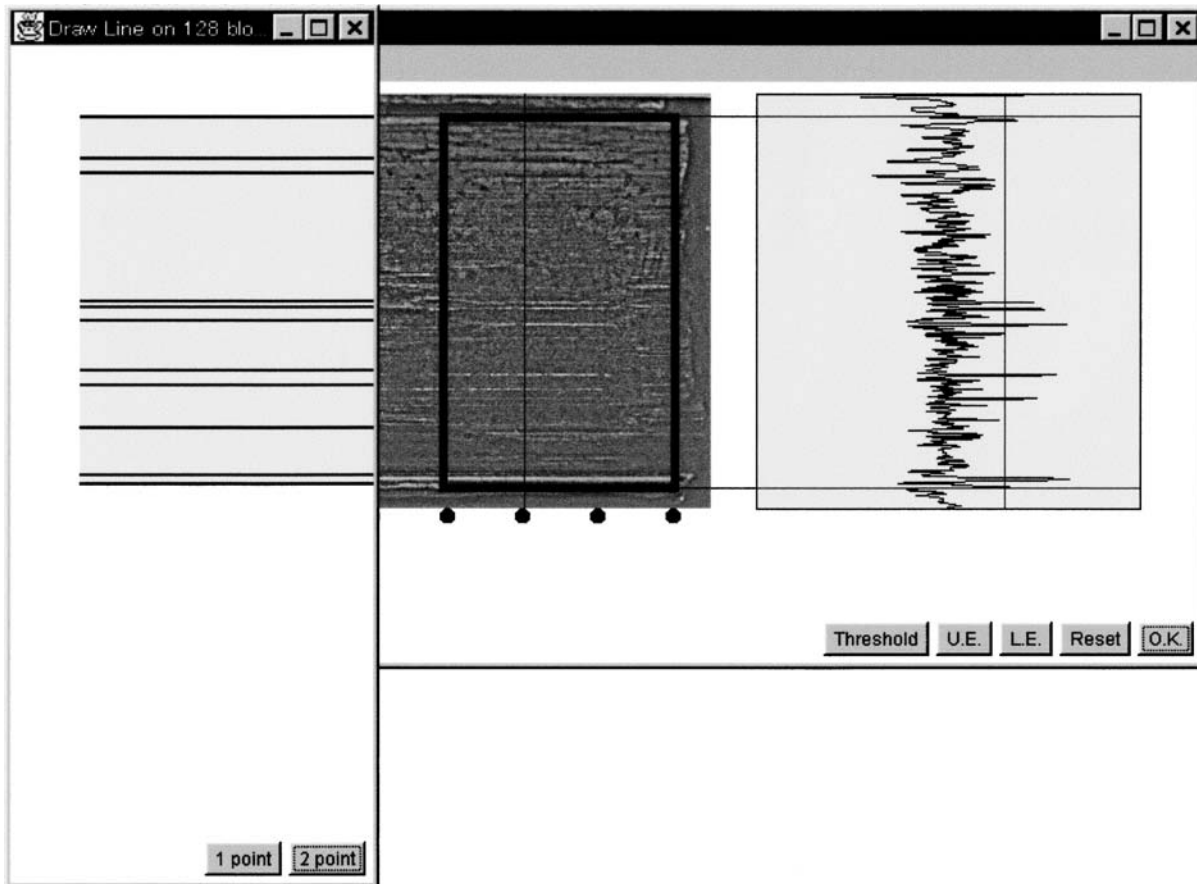 Draw Line on 128 blo...
Threshold U.E. L.E. Reset O.K.
1 point 2 point